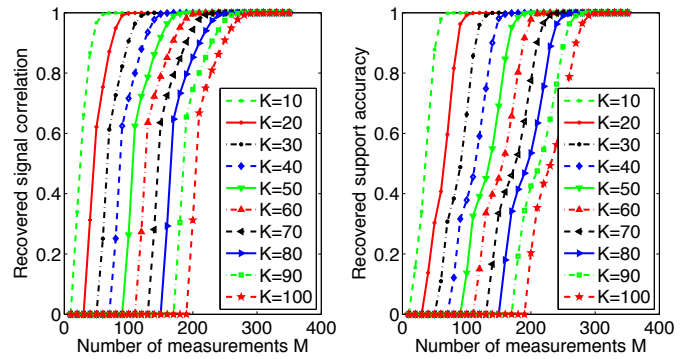 Recovered signal correlation
1
0.8
0.6
0.4
0.2
0
0 100 200 300 400
Number of measurements M
K=10
K=20
K=30
K=40
K=50
K=60
K=70
K=80
K=90
K=100
Recovered support accuracy
1
0.8
0.6
0.4
0.2
0
0 100 200 300 400
Number of measurements M
K=10
K=20
K=30
K=40
K=50
K=60
K=70
K=80
K=90
K=100